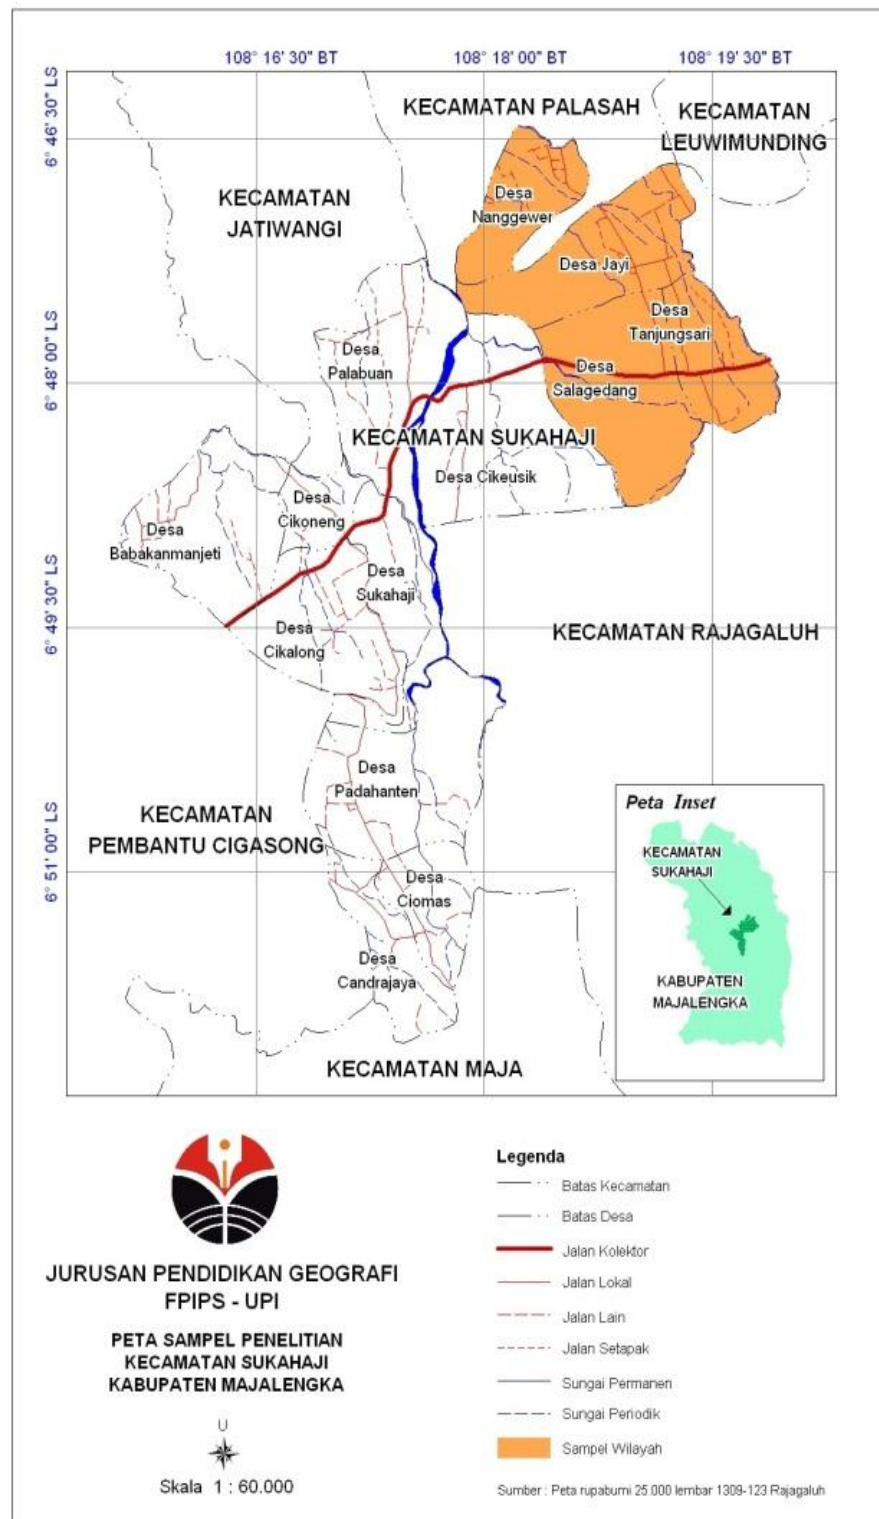 108° 16' 30" BT
108° 18' 00" BT
108° 19' 30" BT
6° 46' 30" LS
6° 48' 00" LS
6° 49' 30" LS
6° 51' 00" LS
KECAMATAN PALASAH
KECAMATAN
LEUWIMUNDING
KECAMATAN
JATIWANGI
Desa
Nanggewer
Desa Jayi
Desa
Tanjungsari
Desa
Palabuan
Desa
Salagedang
KECAMATAN SUKAHAJI
Desa Cikeusik
Desa
Cikoneng
Desa
Babakanmanjeti
Desa
Sukahaji
Desa
Cikalong
KECAMATAN RAJAGALUH
Desa
Padahanten
KECAMATAN
PEMBANTU CIGASONG
Desa
Ciomas
Desa
Candrajaya
KECAMATAN MAJA
Peta Inset
KECAMATAN
SUKAHAJI
KABUPATEN
MAJALENGKA
JURUSAN PENDIDIKAN GEOGRAFI
FPIPS - UPI
PETA SAMPEL PENELITIAN
KECAMATAN SUKAHAJI
KABUPATEN MAJALENGKA
U
Skala 1 : 60.000
Legenda
Batas Kecamatan
Batas Desa
Jalan Kolektor
Jalan Lokal
Jalan Lain
Jalan Setapak
Sungai Permanen
Sungai Periodik
Sampel Wilayah
Sumber : Peta rupabumi 25.000 lembar 1309-123 Rajagaluh